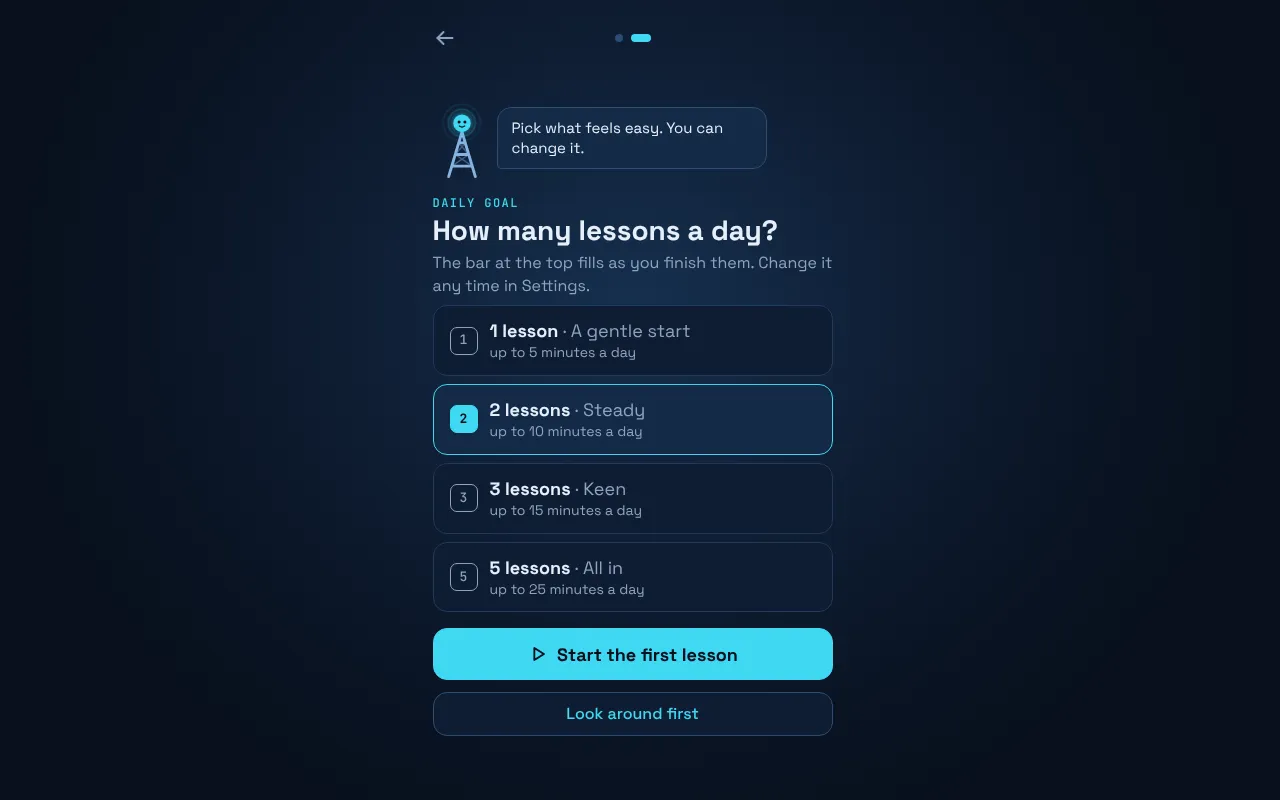 Pick what feels easy. You can
change it.
DAILY GOAL
How many lessons a day?
The bar at the top fills as you finish them. Change it
any time in Settings.
1
1 lesson · A gentle start
up to 5 minutes a day
2
2 lessons · Steady
up to 10 minutes a day
3
3 lessons · Keen
up to 15 minutes a day
5
5 lessons · All in
up to 25 minutes a day
Start the first lesson
Look around first